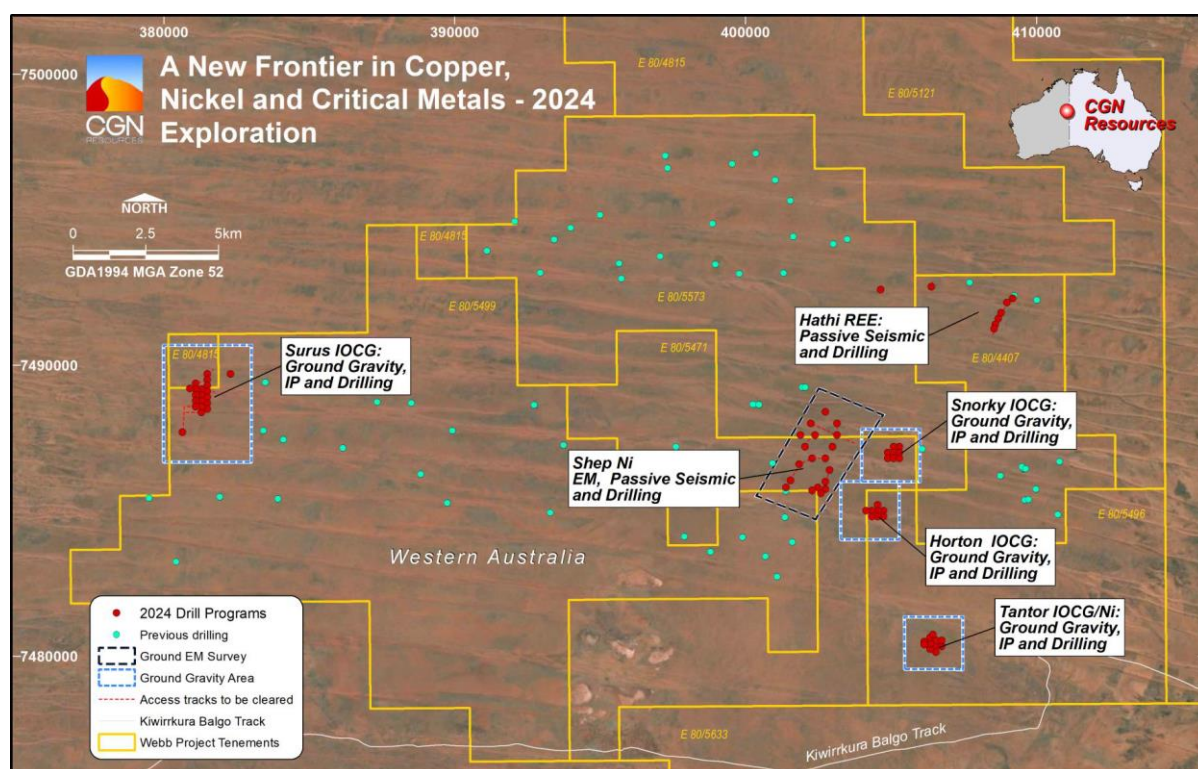 380000
390000
400000
410000
7500000
7490000
7480000
CGN
RESOURCES
A New Frontier in Copper,
Nickel and Critical Metals - 2024
Exploration
NORTH
0 2.5 5km
GDA1994 MGA Zone 52
CGN
Resources
E 80/4815
E 80/5121
E 80/4815
E 80/5499
E 80/5573
E 80/5471
E 80/4407
E 80/4815
E 80/5496
E 80/5633
Surus IOCG:
Ground Gravity,
IP and Drilling
Hathi REE:
Passive Seismic
and Drilling
Snorky IOCG:
Ground Gravity,
IP and Drilling
Shep Ni
EM, Passive Seismic
and Drilling
Horton IOCG:
Ground Gravity,
IP and Drilling
Tantor IOCG/Ni:
Ground Gravity,
IP and Drilling
Western Australia
Kiwirrkura Balgo Track
2024 Drill Programs
Previous drilling
Ground EM Survey
Ground Gravity Area
Access tracks to be cleared
Kiwirrkura Balgo Track
Webb Project Tenements